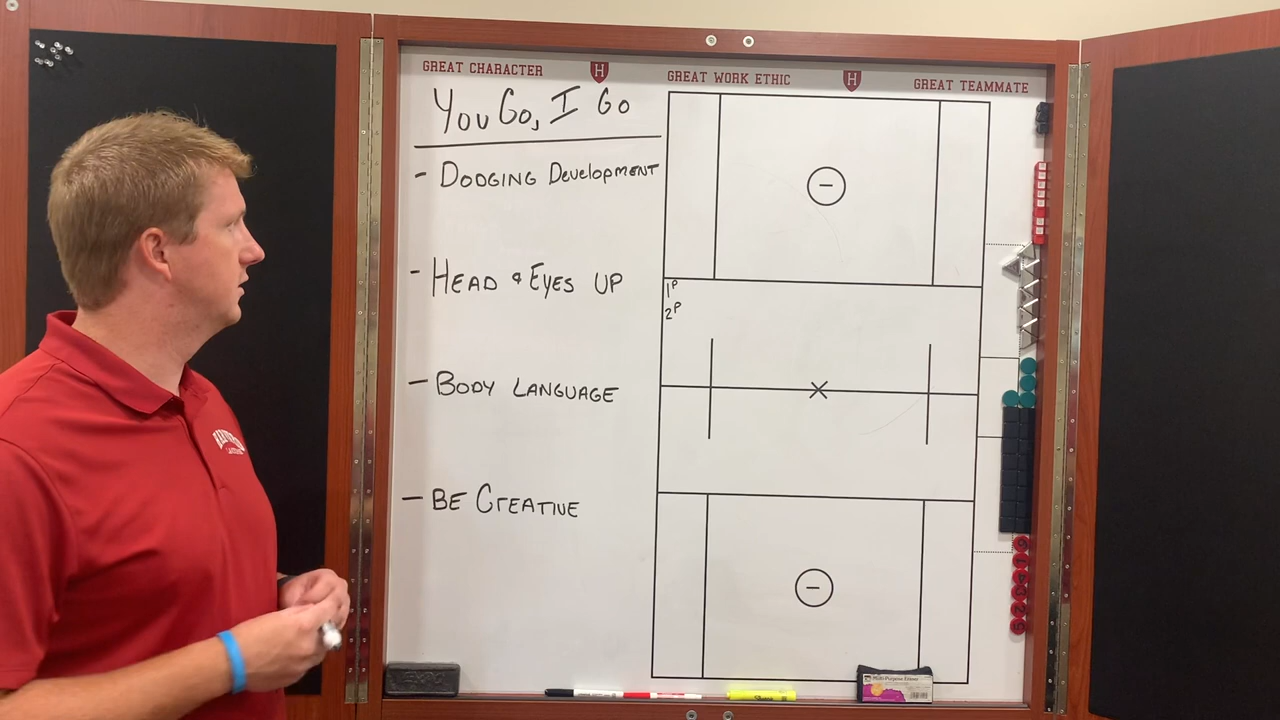 GREAT CHARACTER H GREAT WORK ETHIC H GREAT TEAMMATE
You Go, I Go
- DODGING Development
- HEAD & EYES UP
- BODY LANGUAGE
- BE CREATIVE
1P
2P